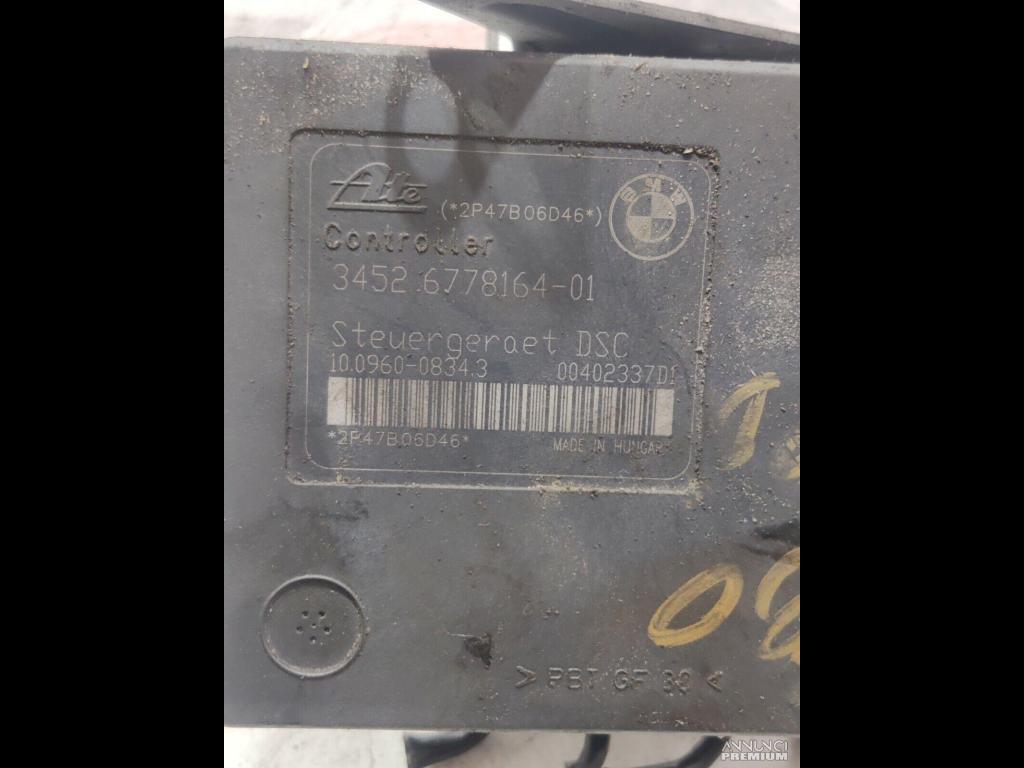 Ate (*2P47B06D46*) BMW
Controller
3452 6778164-01
Steuergeraet DSC
10.0960-0834.3 00402337D1
*2P47B06D46*
MADE IN HUNGARY
> PBT GF 30 <
ANNUNCI
PREMIUM